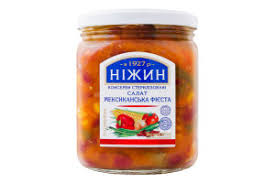 з 1927 р
НІЖИН
КОНСЕРВИ СТЕРИЛІЗОВАНІ
САЛАТ
МЕКСИКАНСЬКА ФІЄСТА